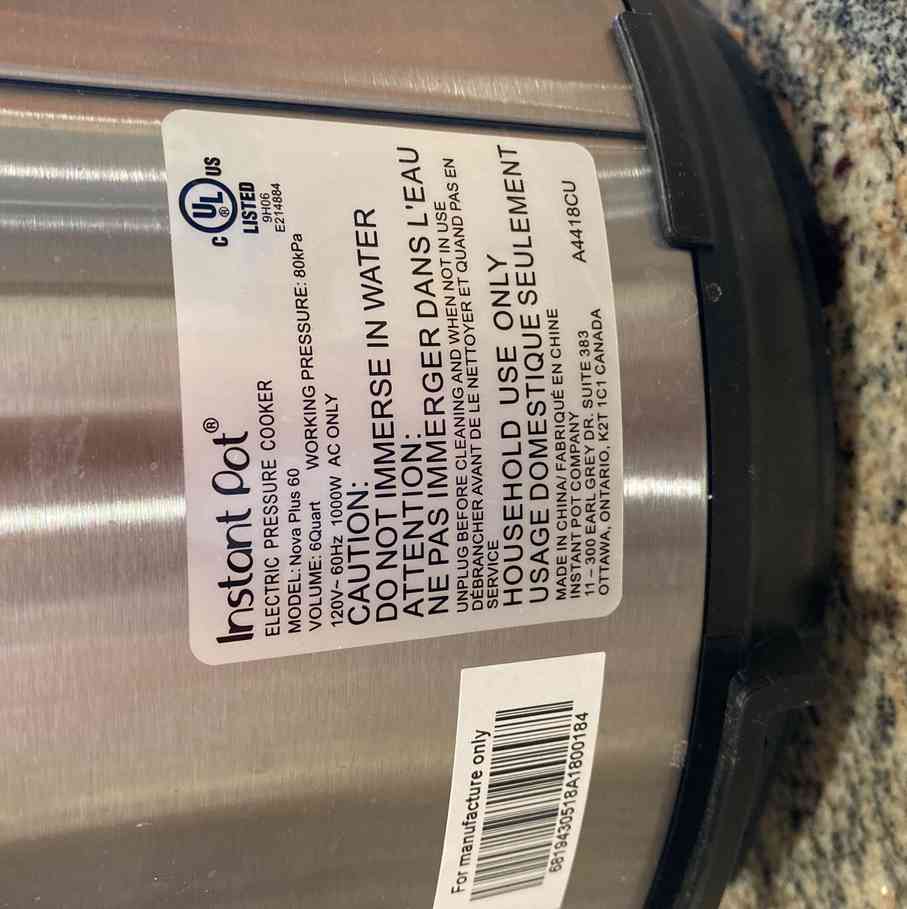 Instant Pot®
C UL ® US
LISTED
9H06
E214884
ELECTRIC PRESSURE COOKER
MODEL: Nova Plus 60
VOLUME: 6Quart WORKING PRESSURE: 80kPa
120V~ 60Hz 1000W AC ONLY
CAUTION:
DO NOT IMMERSE IN WATER
ATTENTION:
NE PAS IMMERGER DANS L'EAU
UNPLUG BEFORE CLEANING AND WHEN NOT IN USE
DÉBRANCHER AVANT DE LE NETTOYER ET QUAND PAS EN
SERVICE
HOUSEHOLD USE ONLY
USAGE DOMESTIQUE SEULEMENT
MADE IN CHINA/ FABRIQUÉ EN CHINE
INSTANT POT COMPANY
11 – 300 EARL GREY DR. SUITE 383
OTTAWA, ONTARIO, K2T 1C1 CANADA
A4418CU
For manufacture only
6819430518A1800184